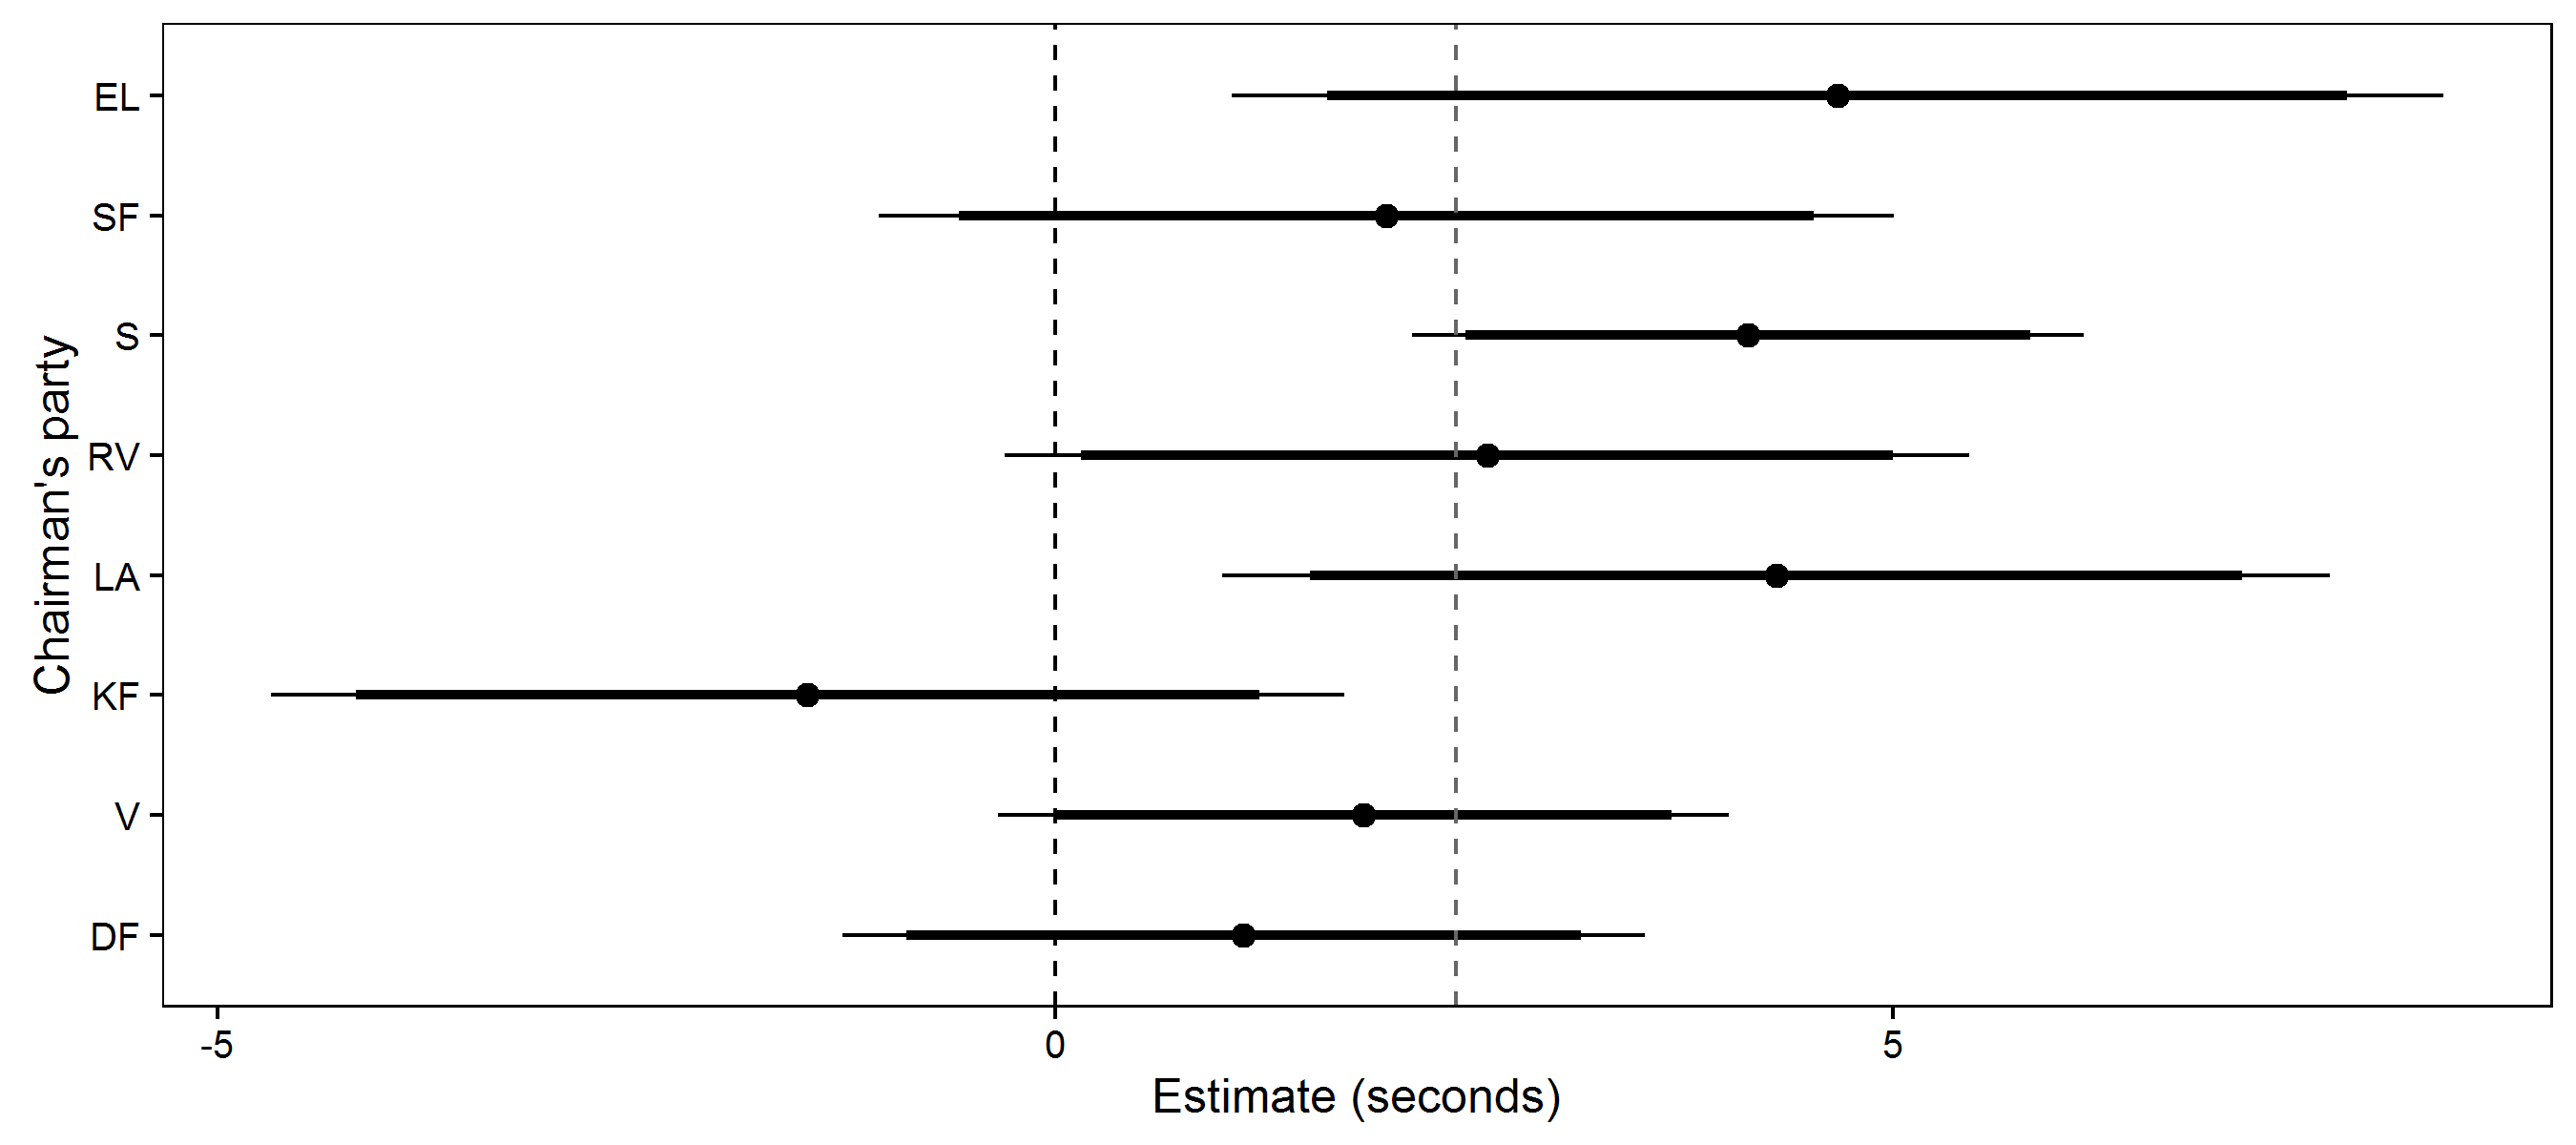 Chairman's party
EL
SF
S
RV
LA
KF
V
DF
-5
0
5
Estimate (seconds)